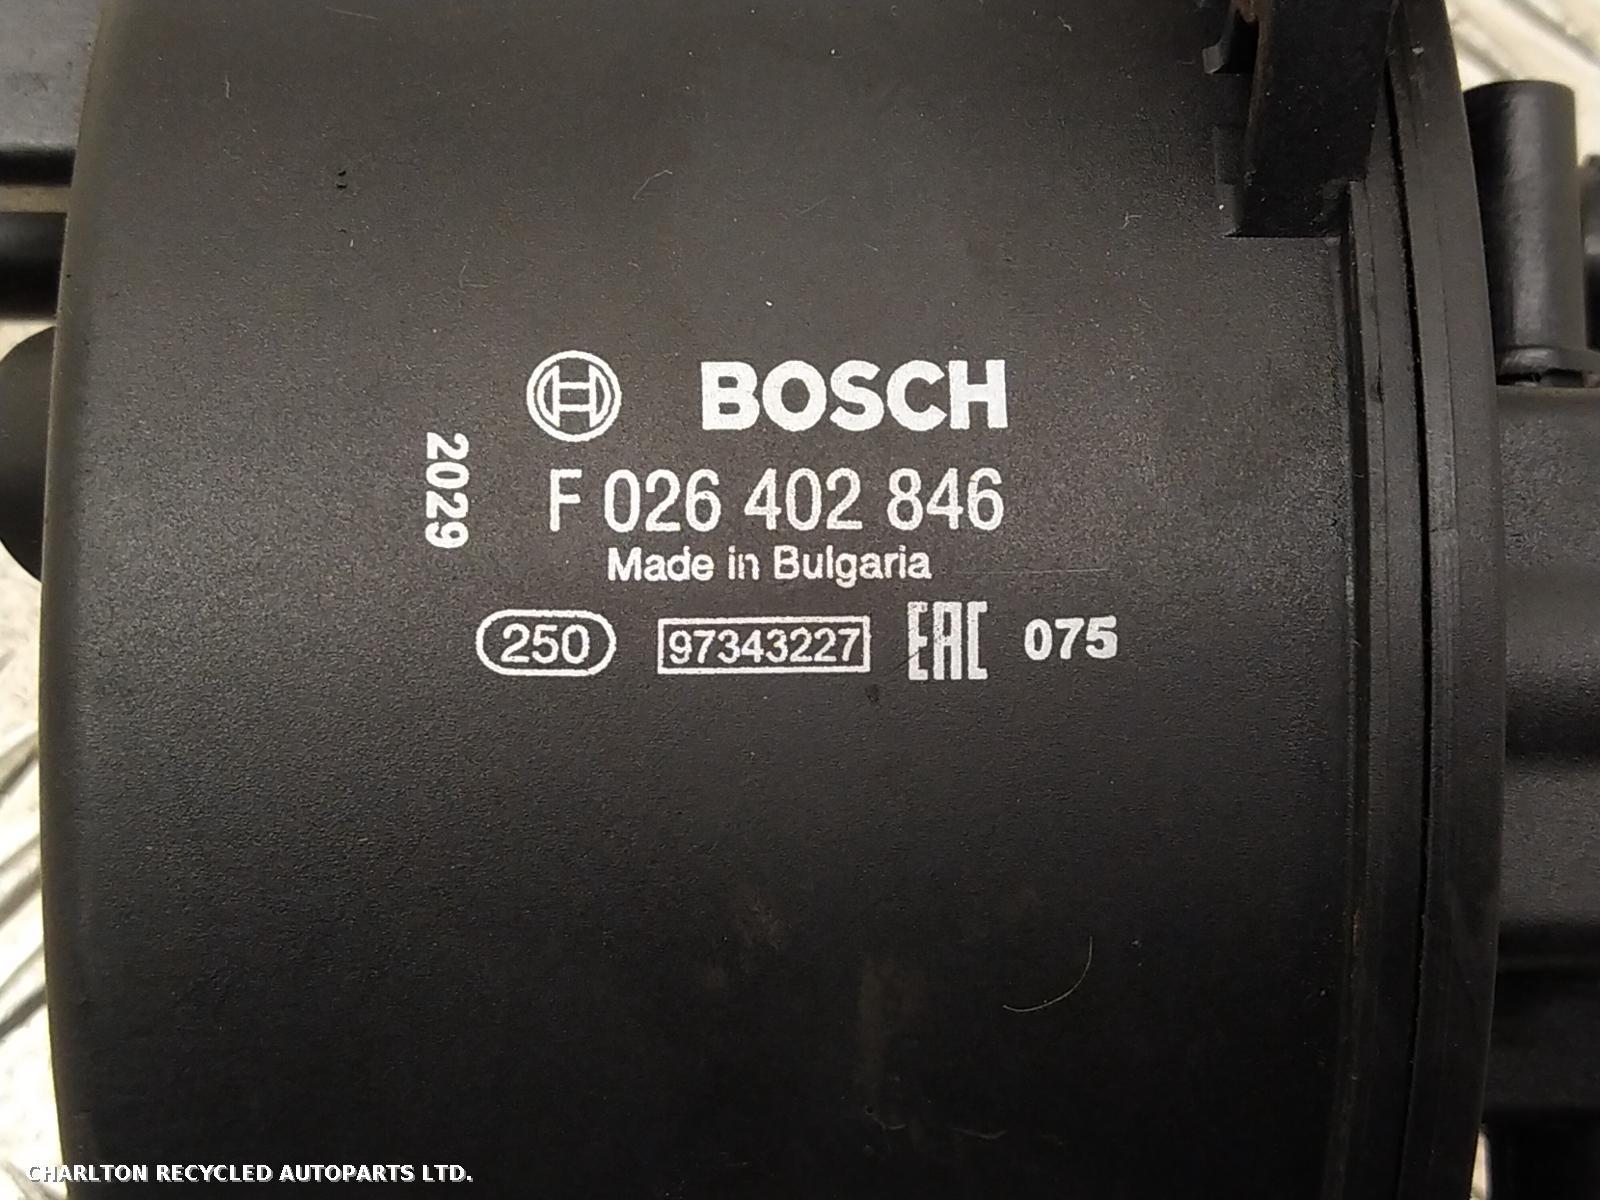 BOSCH
2029
F 026 402 846
Made in Bulgaria
250 97343227 EAC 075
CHARLTON RECYCLED AUTOPARTS LTD.